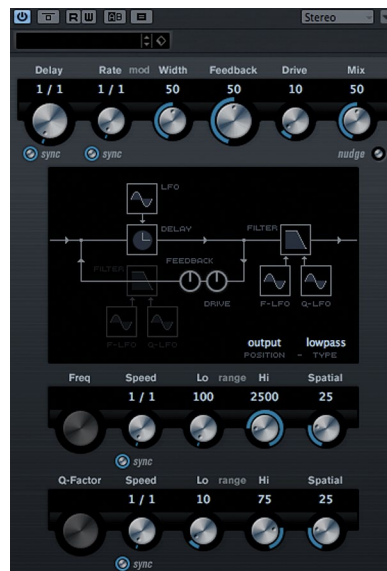 R W A B Stereo
Delay Rate mod Width Feedback Drive Mix
1 / 1 1 / 1 50 50 10 50
sync sync nudge
LFO
DELAY FILTER
FILTER FEEDBACK
DRIVE F-LFO Q-LFO
F-LFO Q-LFO
output lowpass
POSITION - TYPE
Freq Speed Lo range Hi Spatial
1 / 1 100 2500 25
sync
Q-Factor Speed Lo range Hi Spatial
1 / 1 10 75 25
sync